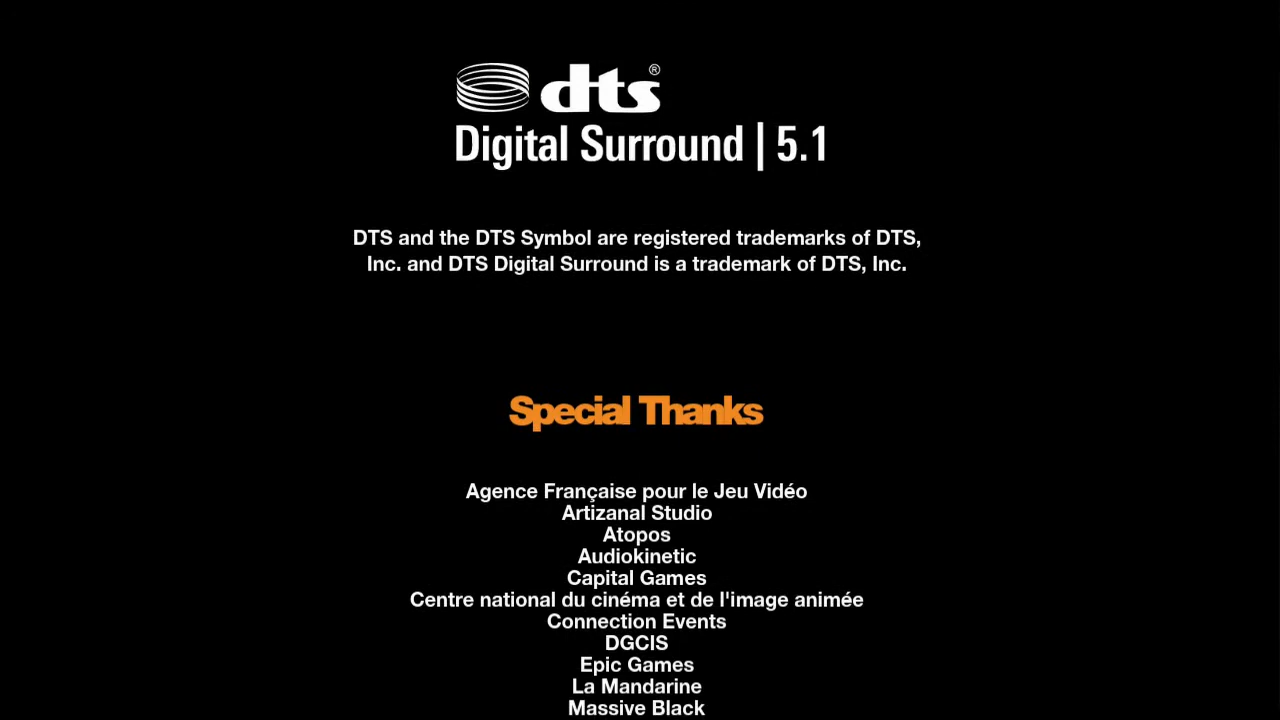 dts®
Digital Surround | 5.1
DTS and the DTS Symbol are registered trademarks of DTS,
Inc. and DTS Digital Surround is a trademark of DTS, Inc.
Special Thanks
Agence Française pour le Jeu Vidéo
Artizanal Studio
Atopos
Audiokinetic
Capital Games
Centre national du cinéma et de l'image animée
Connection Events
DGCIS
Epic Games
La Mandarine
Massive Black